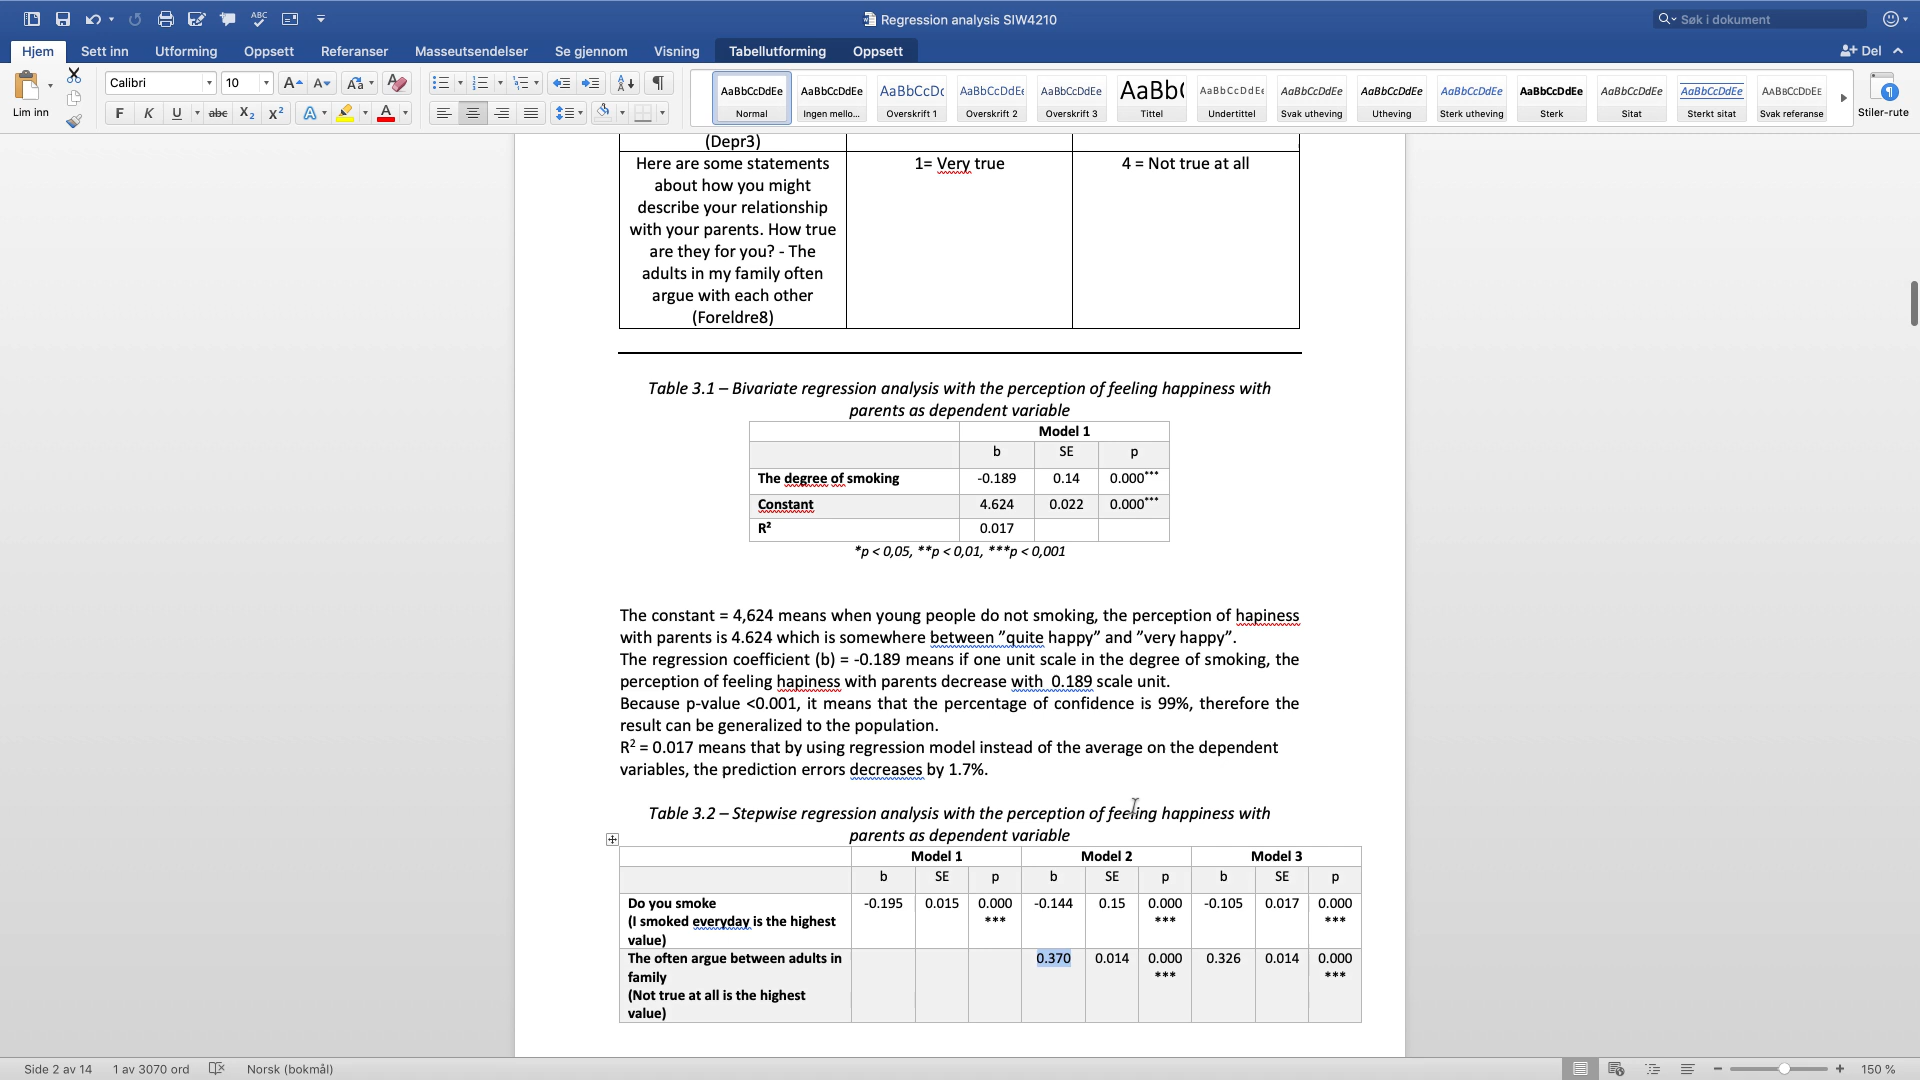 Regression analysis SIW4210
Søk i dokument
Hjem Sett inn Utforming Oppsett Referanser Masseutsendelser Se gjennom Visning Tabellutforming Oppsett Del
Lim inn
Calibri 10
F K U abc X₂ X² A A
AaBbCcDdEe AaBbCcDdEe AaBbCcDc AaBbCcDdEe AaBbCcDdEe AaBb( AaBbCcDdEe AaBbCcDdEe AaBbCcDdEe AaBbCcDdEe AaBbCcDdEe AaBbCcDdEe AaBbCcDdEe AaBbCcDdEe
Normal Ingen mello... Overskrift 1 Overskrift 2 Overskrift 3 Tittel Undertittel Svak utheving Utheving Sterk utheving Sterk Sitat Sterkt sitat Svak referanse Stiler-rute
(Depr3)
Here are some statements 1= Very true 4 = Not true at all
about how you might
describe your relationship
with your parents. How true
are they for you? - The
adults in my family often
argue with each other
(Foreldre8)
Table 3.1 – Bivariate regression analysis with the perception of feeling happiness with
parents as dependent variable
Model 1
b SE p
The degree of smoking -0.189 0.14 0.000***
Constant 4.624 0.022 0.000***
R² 0.017
*p < 0,05, **p < 0,01, ***p < 0,001
The constant = 4,624 means when young people do not smoking, the perception of hapiness
with parents is 4.624 which is somewhere between ”quite happy” and ”very happy”.
The regression coefficient (b) = -0.189 means if one unit scale in the degree of smoking, the
perception of feeling hapiness with parents decrease with 0.189 scale unit.
Because p-value <0.001, it means that the percentage of confidence is 99%, therefore the
result can be generalized to the population.
R² = 0.017 means that by using regression model instead of the average on the dependent
variables, the prediction errors decreases by 1.7%.
Table 3.2 – Stepwise regression analysis with the perception of feeling happiness with
parents as dependent variable
Model 1 Model 2 Model 3
b SE p b SE p b SE p
Do you smoke -0.195 0.015 0.000 -0.144 0.15 0.000 -0.105 0.017 0.000
(I smoked everyday is the highest *** *** ***
value)
The often argue between adults in 0.370 0.014 0.000 0.326 0.014 0.000
family *** ***
(Not true at all is the highest
value)
Side 2 av 14 1 av 3070 ord Norsk (bokmål) 150 %